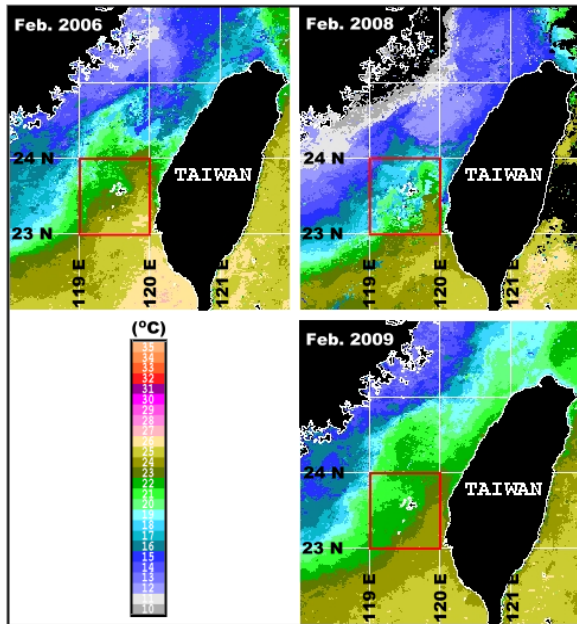 Feb. 2006
24 N
TAIWAN
23 N
119 E
120 E
121 E
Feb. 2008
24 N
TAIWAN
23 N
119 E
120 E
121 E
(°C)
35
34
33
32
31
30
29
28
27
26
25
24
23
22
21
20
19
18
17
16
15
14
13
12
11
10
Feb. 2009
24 N
TAIWAN
23 N
119 E
120 E
121 E